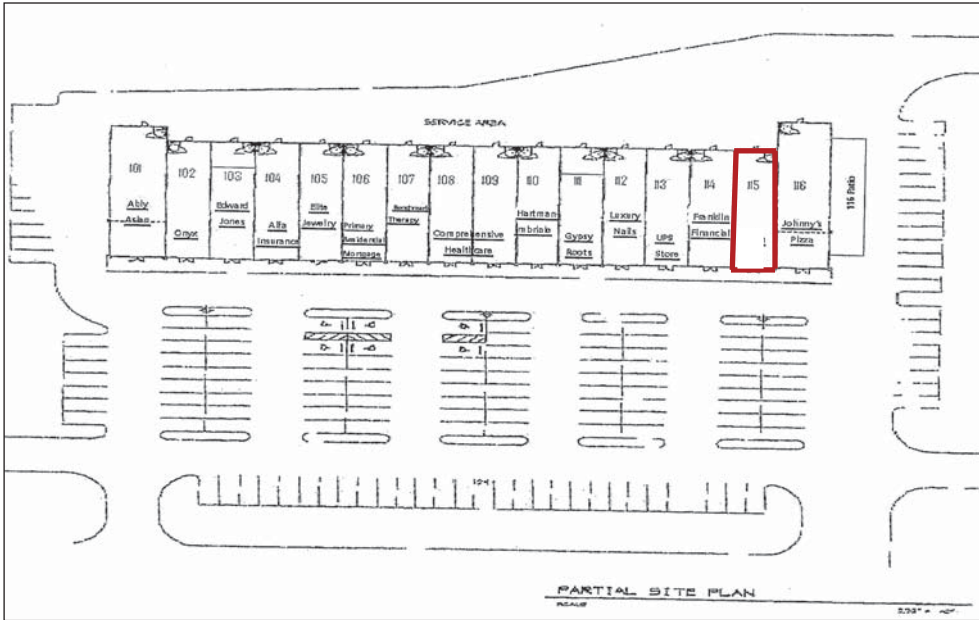 SERVICE AREA
101
Ably
Asian
102
Onyx
103
Edward
Jones
104
Alfa
Insurance
105
Elite
Jewelry
106
Primary
Residential
Mortgage
107
Therapy
108
109
Comprehensive
Healthcare
110
Hartman
Imbriale
111
Gypsy
Roots
112
Luxury
Nails
113
UPS
Store
114
Franklin
Financial
115
116
Johnny's
Pizza
116 Patio
PARTIAL SITE PLAN
SCALE